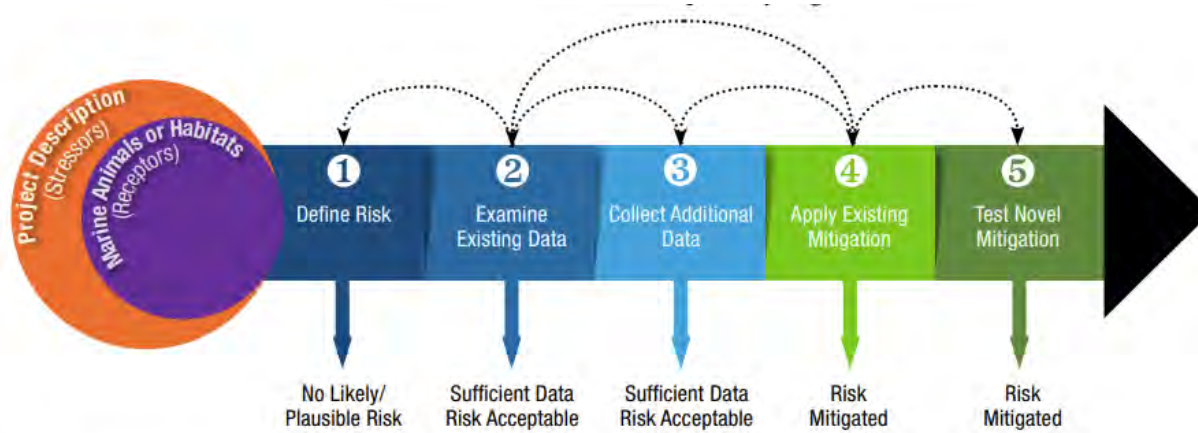 Project Description
(Stressors)
Marine Animals or Habitats
(Receptors)
1
2
3
4
5
Define Risk
Examine
Existing Data
Collect Additional
Data
Apply Existing
Mitigation
Test Novel
Mitigation
No Likely/
Plausible Risk
Sufficient Data
Risk Acceptable
Sufficient Data
Risk Acceptable
Risk
Mitigated
Risk
Mitigated